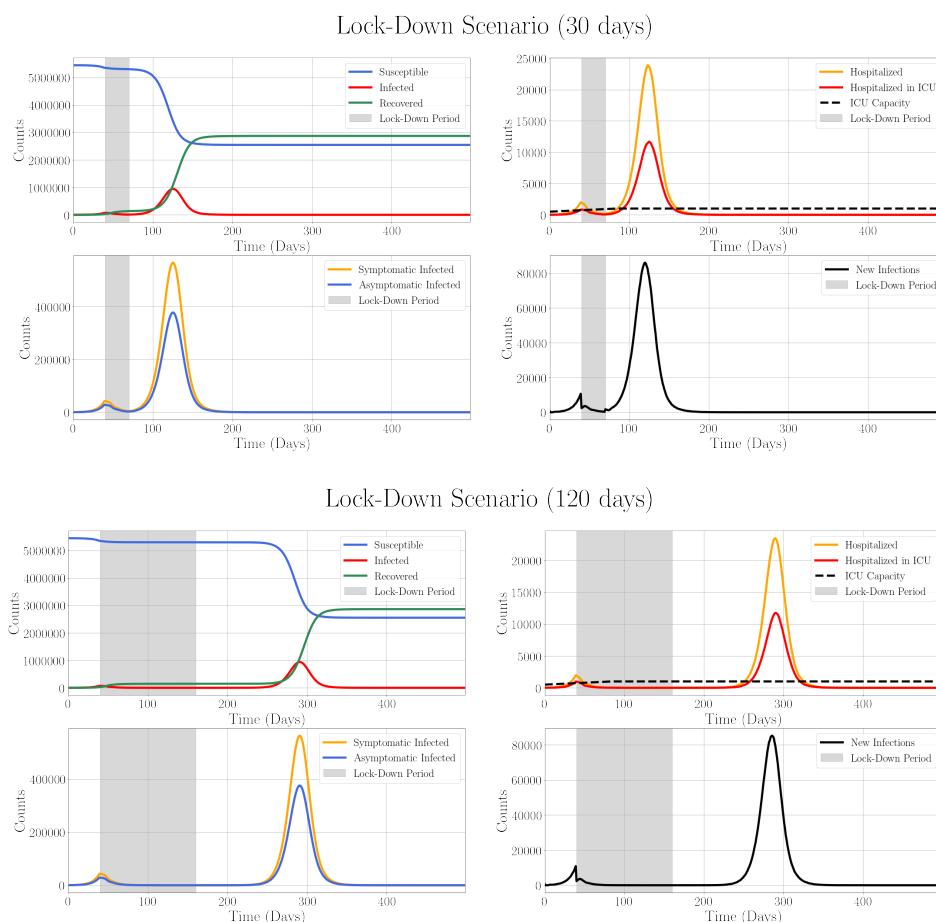 Lock-Down Scenario (30 days)
5000000
4000000
3000000
2000000
1000000
0
Counts
Susceptible
Infected
Recovered
Lock-Down Period
0 100 200 300 400
Time (Days)
25000
20000
15000
10000
5000
0
Counts
Hospitalized
Hospitalized in ICU
ICU Capacity
Lock-Down Period
0 100 200 300 400
Time (Days)
400000
200000
0
Counts
Symptomatic Infected
Asymptomatic Infected
Lock-Down Period
0 100 200 300 400
Time (Days)
80000
60000
40000
20000
0
Counts
New Infections
Lock-Down Period
0 100 200 300 400
Time (Days)
Lock-Down Scenario (120 days)
5000000
4000000
3000000
2000000
1000000
0
Counts
Susceptible
Infected
Recovered
Lock-Down Period
0 100 200 300 400
Time (Days)
20000
15000
10000
5000
0
Counts
Hospitalized
Hospitalized in ICU
ICU Capacity
Lock-Down Period
0 100 200 300 400
Time (Days)
400000
200000
0
Counts
Symptomatic Infected
Asymptomatic Infected
Lock-Down Period
0 100 200 300 400
Time (Days)
80000
60000
40000
20000
0
Counts
New Infections
Lock-Down Period
0 100 200 300 400
Time (Days)